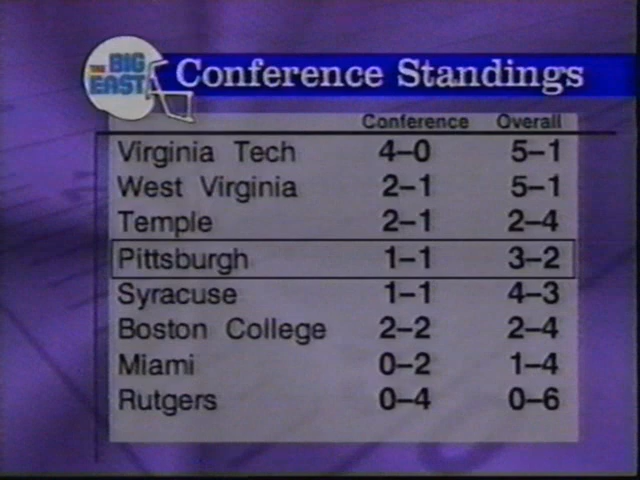 THE BIG EAST
Conference Standings
Conference Overall
Virginia Tech 4–0 5–1
West Virginia 2–1 5–1
Temple 2–1 2–4
Pittsburgh 1–1 3–2
Syracuse 1–1 4–3
Boston College 2–2 2–4
Miami 0–2 1–4
Rutgers 0–4 0–6